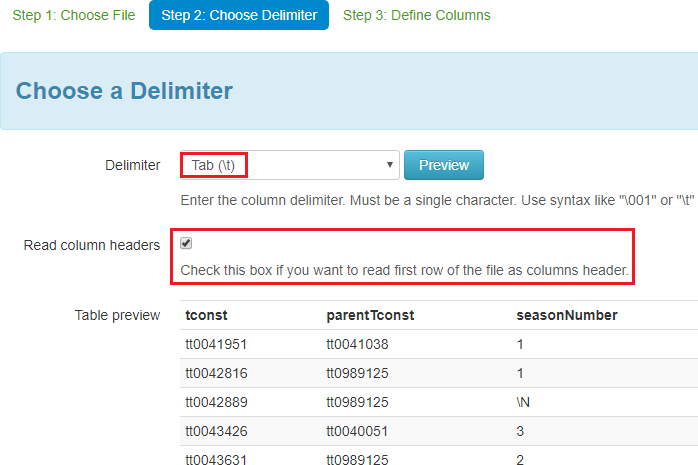 Step 1: Choose File Step 2: Choose Delimiter Step 3: Define Columns
Choose a Delimiter
Delimiter Tab (\t) Preview
Enter the column delimiter. Must be a single character. Use syntax like "\001" or "\t"
Read column headers
Check this box if you want to read first row of the file as columns header.
Table preview tconst parentTconst seasonNumber
tt0041951 tt0041038 1
tt0042816 tt0989125 1
tt0042889 tt0989125 \N
tt0043426 tt0040051 3
tt0043631 tt0989125 2